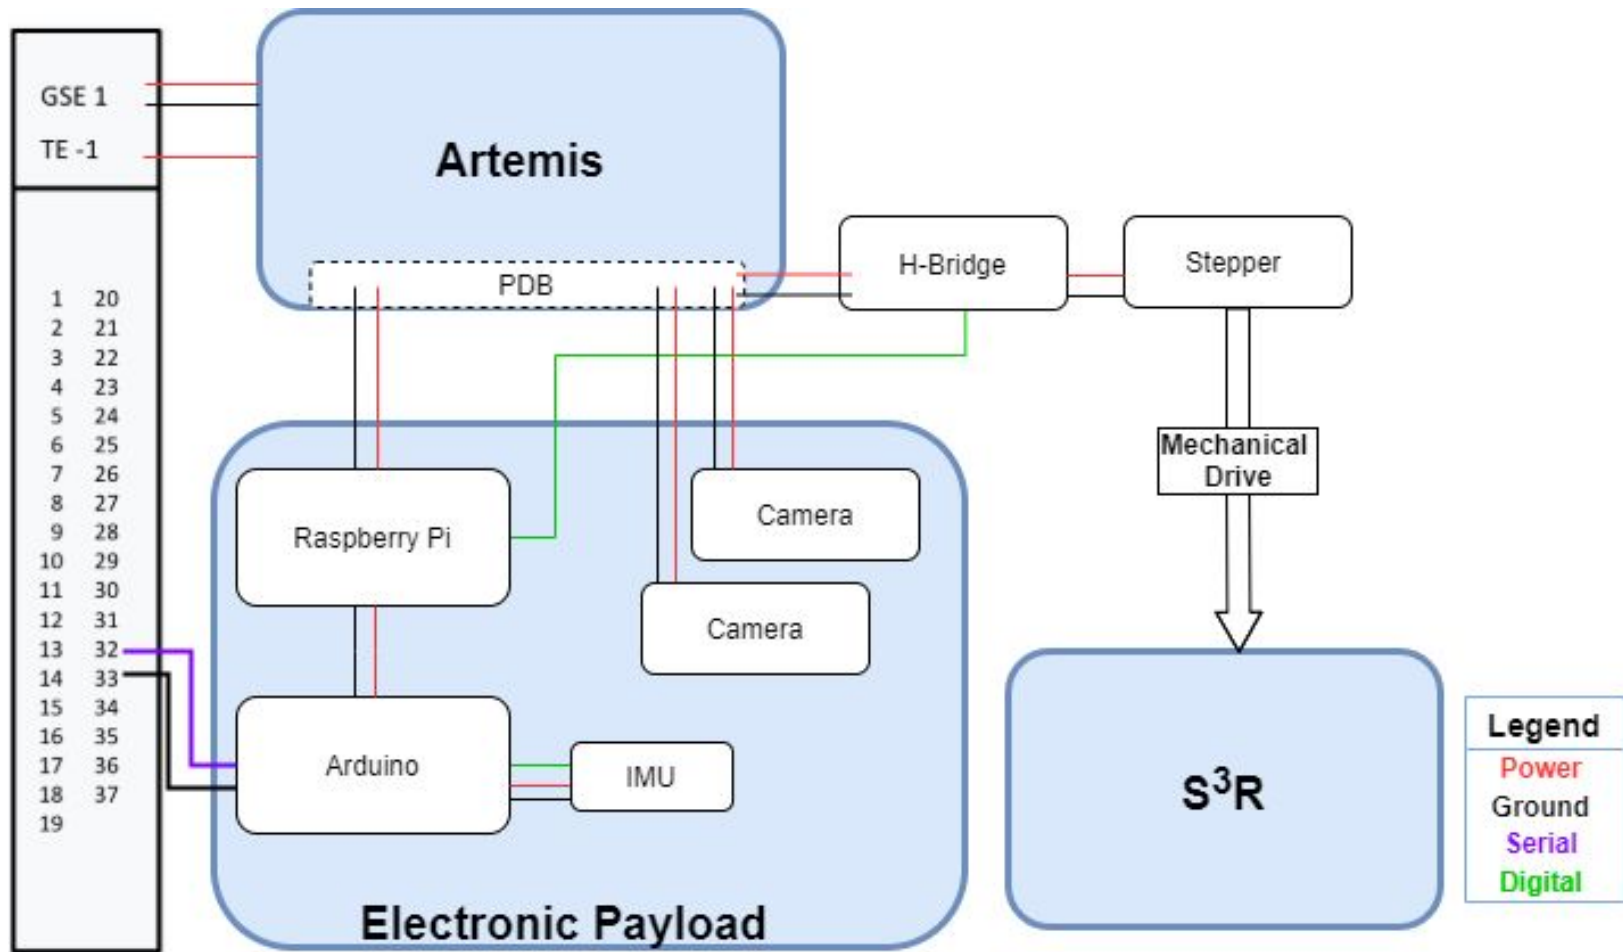 GSE 1
TE -1
1 20
2 21
3 22
4 23
5 24
6 25
7 26
8 27
9 28
10 29
11 30
12 31
13 32
14 33
15 34
16 35
17 36
18 37
19
Artemis
PDB
H-Bridge
Stepper
Mechanical
Drive
Raspberry Pi
Camera
Camera
Arduino
IMU
Electronic Payload
S³R
Legend
Power
Ground
Serial
Digital